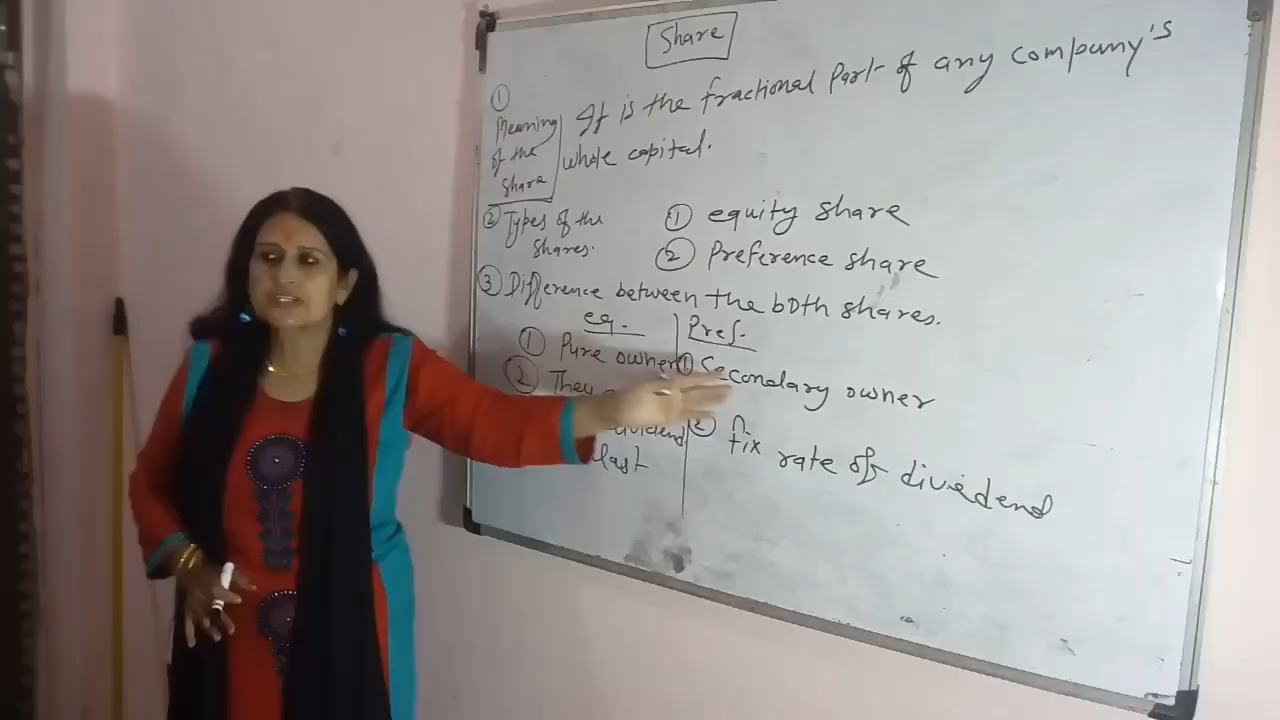 Share
① Meaning of the share
It is the fractional part of any company's
whole capital.
② Types of the
shares.
① equity share
② Preference share
③ Difference between the both shares.
eq.
① Pure owner
② They
dividend
last
Pref.
① Secondary owner
② fix rate of dividend